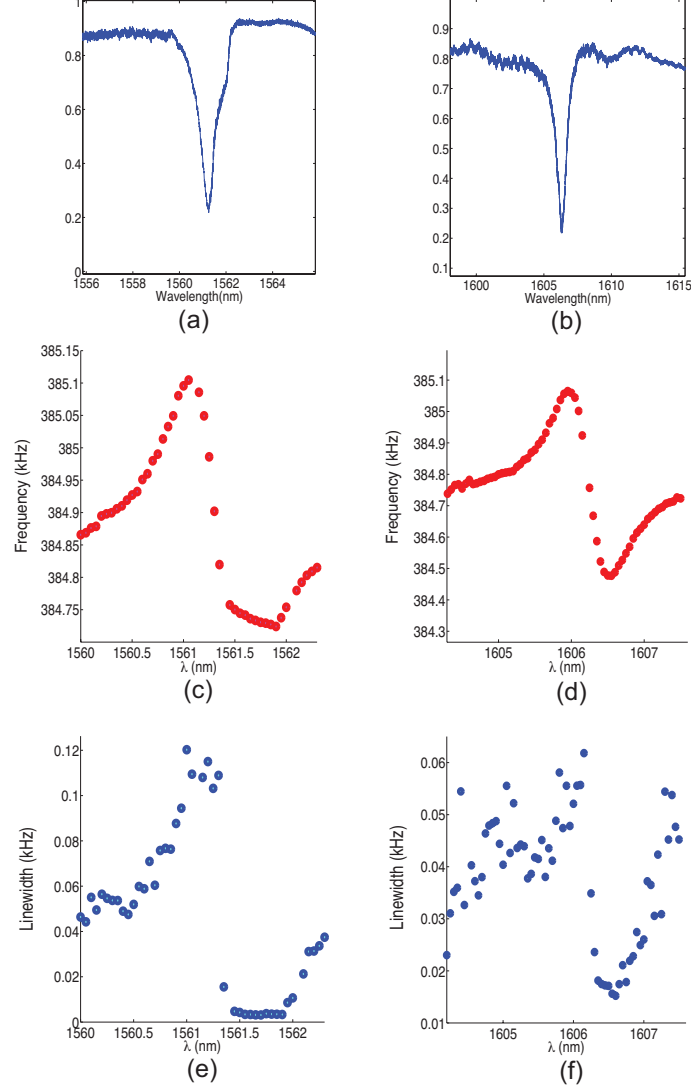 1
0.8
0.6
0.4
0.2
0
1556 1558 1560 1562 1564
Wavelength(nm)
(a)
0.9
0.8
0.7
0.6
0.5
0.4
0.3
0.2
0.1
1600 1605 1610 1615
Wavelength(nm)
(b)
Frequency (kHz)
385.15
385.1
385.05
385
384.95
384.9
384.85
384.8
384.75
1560 1560.5 1561 1561.5 1562
λ (nm)
(c)
Frequency (kHz)
385.1
385
384.9
384.8
384.7
384.5
384.4
384.3
1605 1606 1607
λ (nm)
(d)
Linewidth (kHz)
0.12
0.1
0.08
0.06
0.04
0.02
0
1560 1560.5 1561 1561.5 1562
λ (nm)
(e)
Linewidth (kHz)
0.06
0.05
0.04
0.03
0.02
0.01
1605 1606 1607
λ (nm)
(f)